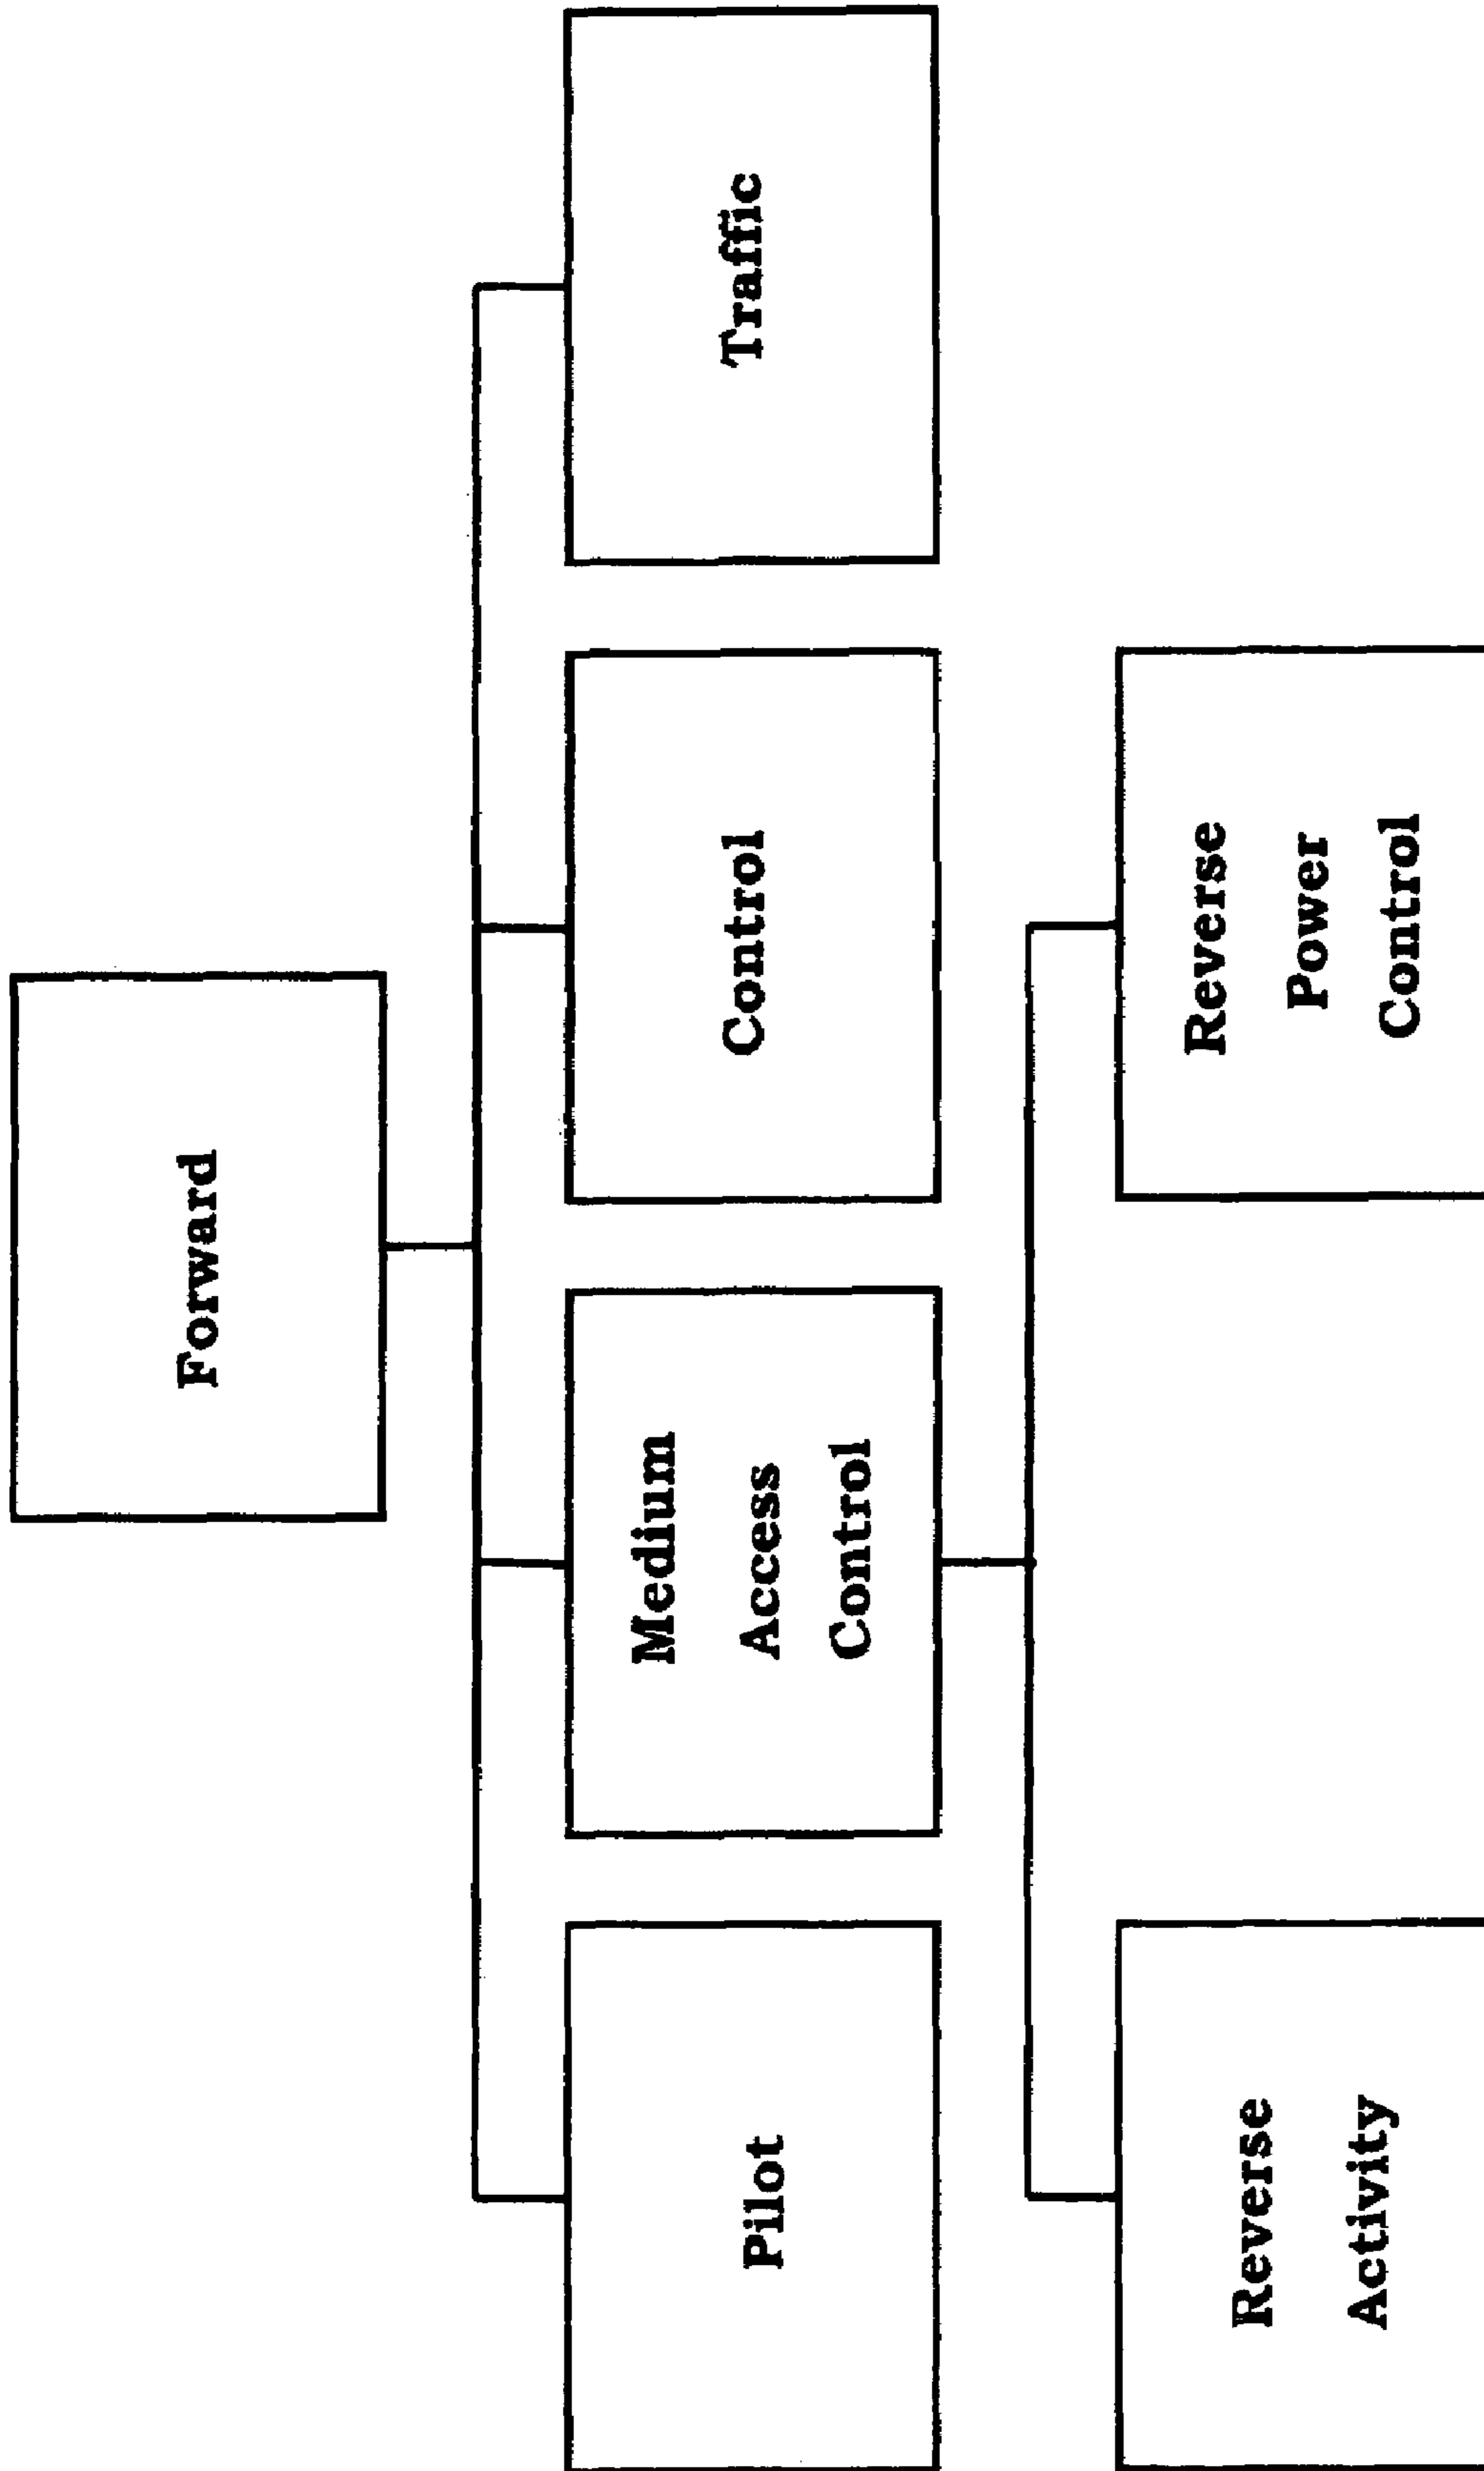 Forward
Pilot
Medium
Access
Control
Control
Traffic
Reverse
Activity
Reverse
Power
Control